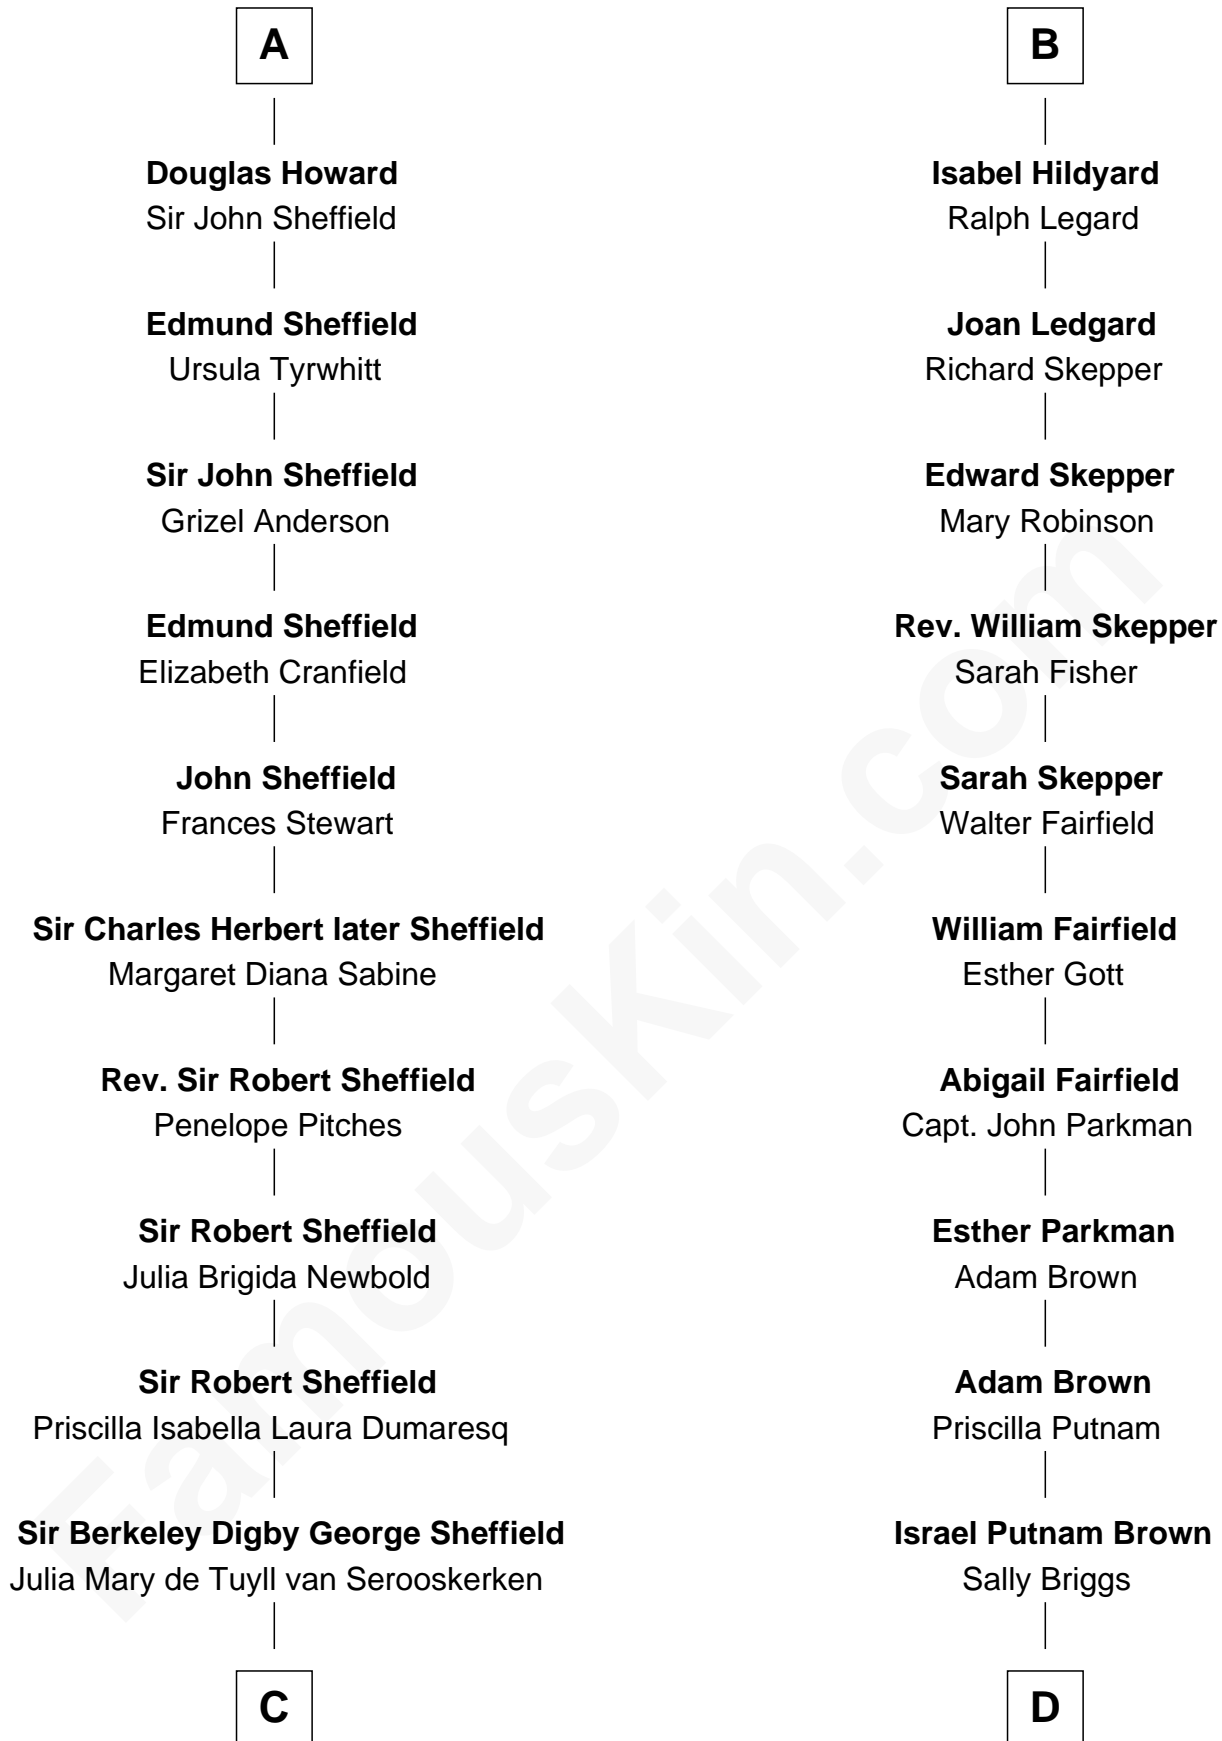 A
Douglas Howard
Sir John Sheffield
Edmund Sheffield
Ursula Tyrwhitt
Sir John Sheffield
Grizel Anderson
Edmund Sheffield
Elizabeth Cranfield
John Sheffield
Frances Stewart
Sir Charles Herbert later Sheffield
Margaret Diana Sabine
Rev. Sir Robert Sheffield
Penelope Pitches
Sir Robert Sheffield
Julia Brigida Newbold
Sir Robert Sheffield
Priscilla Isabella Laura Dumaresq
Sir Berkeley Digby George Sheffield
Julia Mary de Tuyll van Serooskerken
C
B
Isabel Hildyard
Ralph Legard
Joan Ledgard
Richard Skepper
Edward Skepper
Mary Robinson
Rev. William Skepper
Sarah Fisher
Sarah Skepper
Walter Fairfield
William Fairfield
Esther Gott
Abigail Fairfield
Capt. John Parkman
Esther Parkman
Adam Brown
Adam Brown
Priscilla Putnam
Israel Putnam Brown
Sally Briggs
D
FamousKin.com